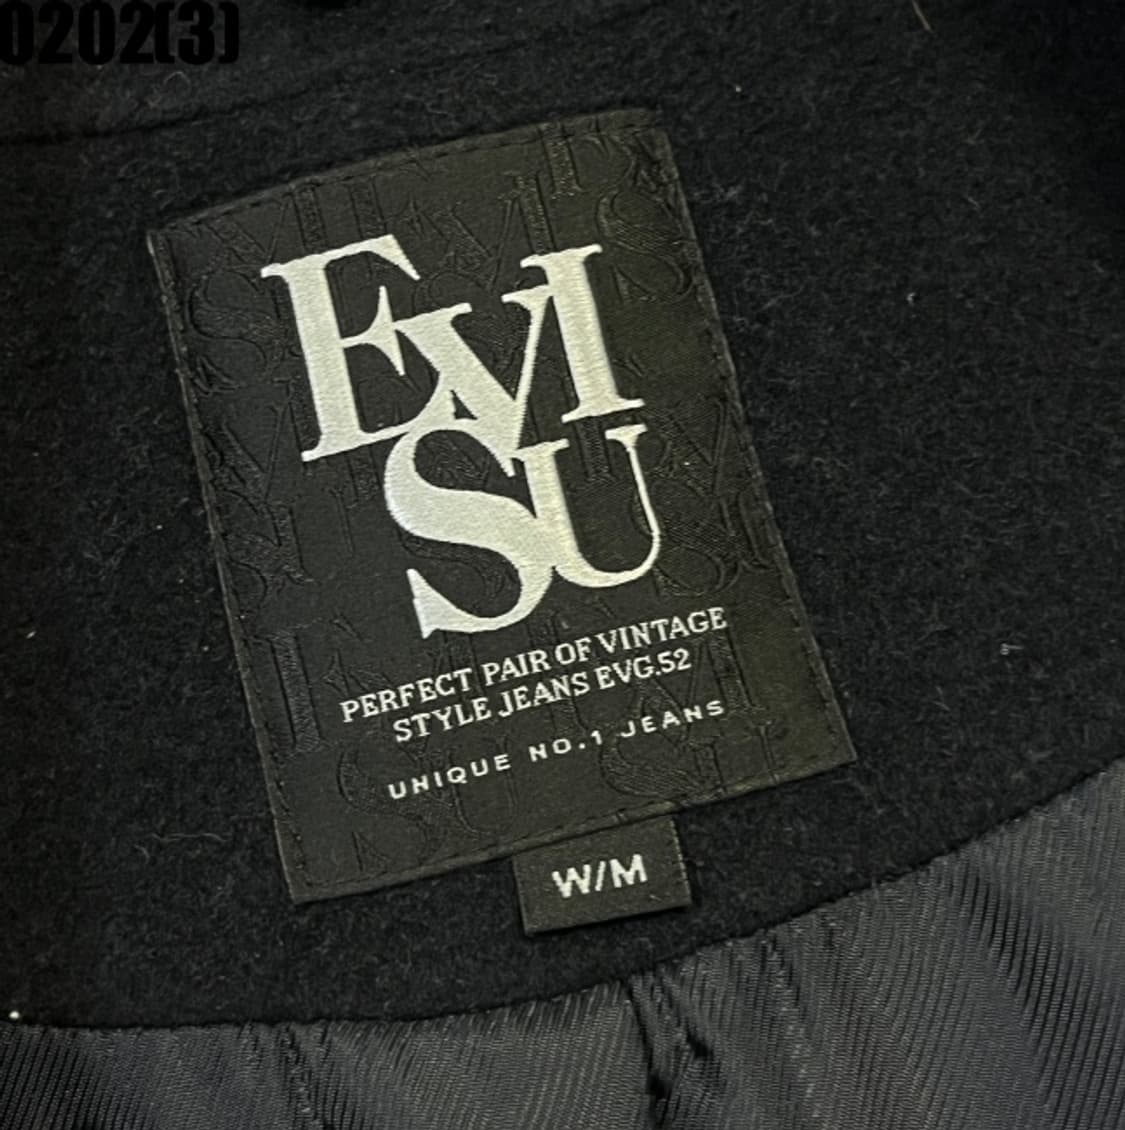 0202(3)
EVI
SU
PERFECT PAIR OF VINTAGE
STYLE JEANS EVG.52
UNIQUE NO.1 JEANS
W/M